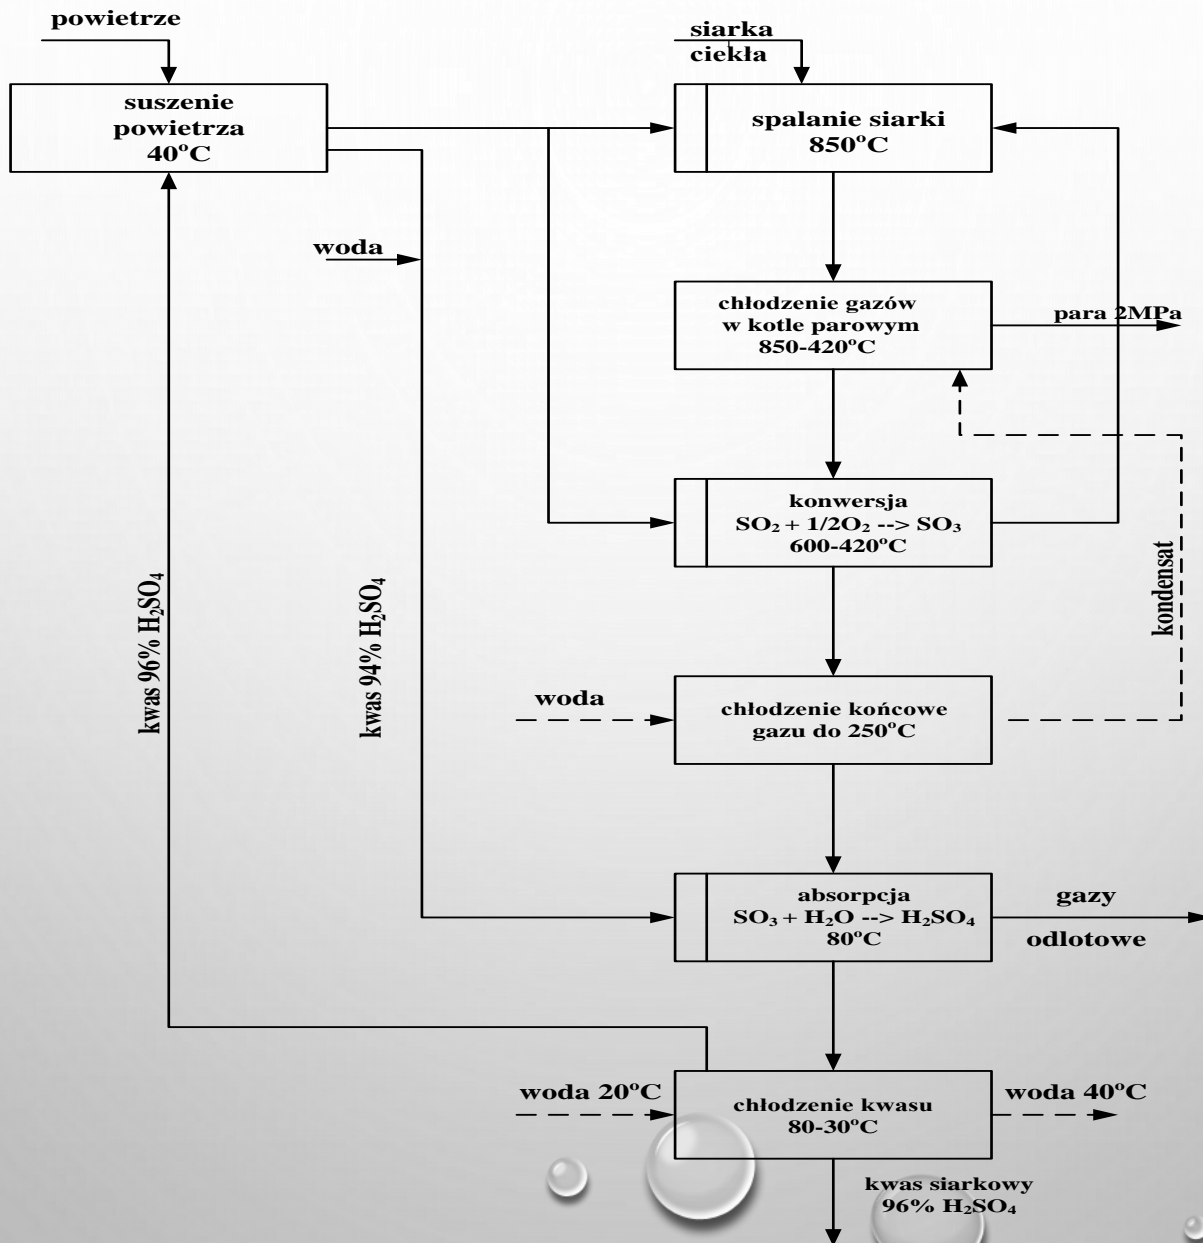 powietrze
siarka
ciekła
suszenie
powietrza
40°C
spalanie siarki
850°C
woda
chłodzenie gazów
w kotle parowym
850-420°C
para 2MPa
konwersja
SO₂ + 1/2O₂ --> SO₃
600-420°C
kondensat
kwas 96% H₂SO₄
kwas 94% H₂SO₄
woda
chłodzenie końcowe
gazu do 250°C
absorpcja
SO₃ + H₂O --> H₂SO₄
80°C
gazy
odlotowe
woda 20°C
chłodzenie kwasu
80-30°C
woda 40°C
kwas siarkowy
96% H₂SO₄